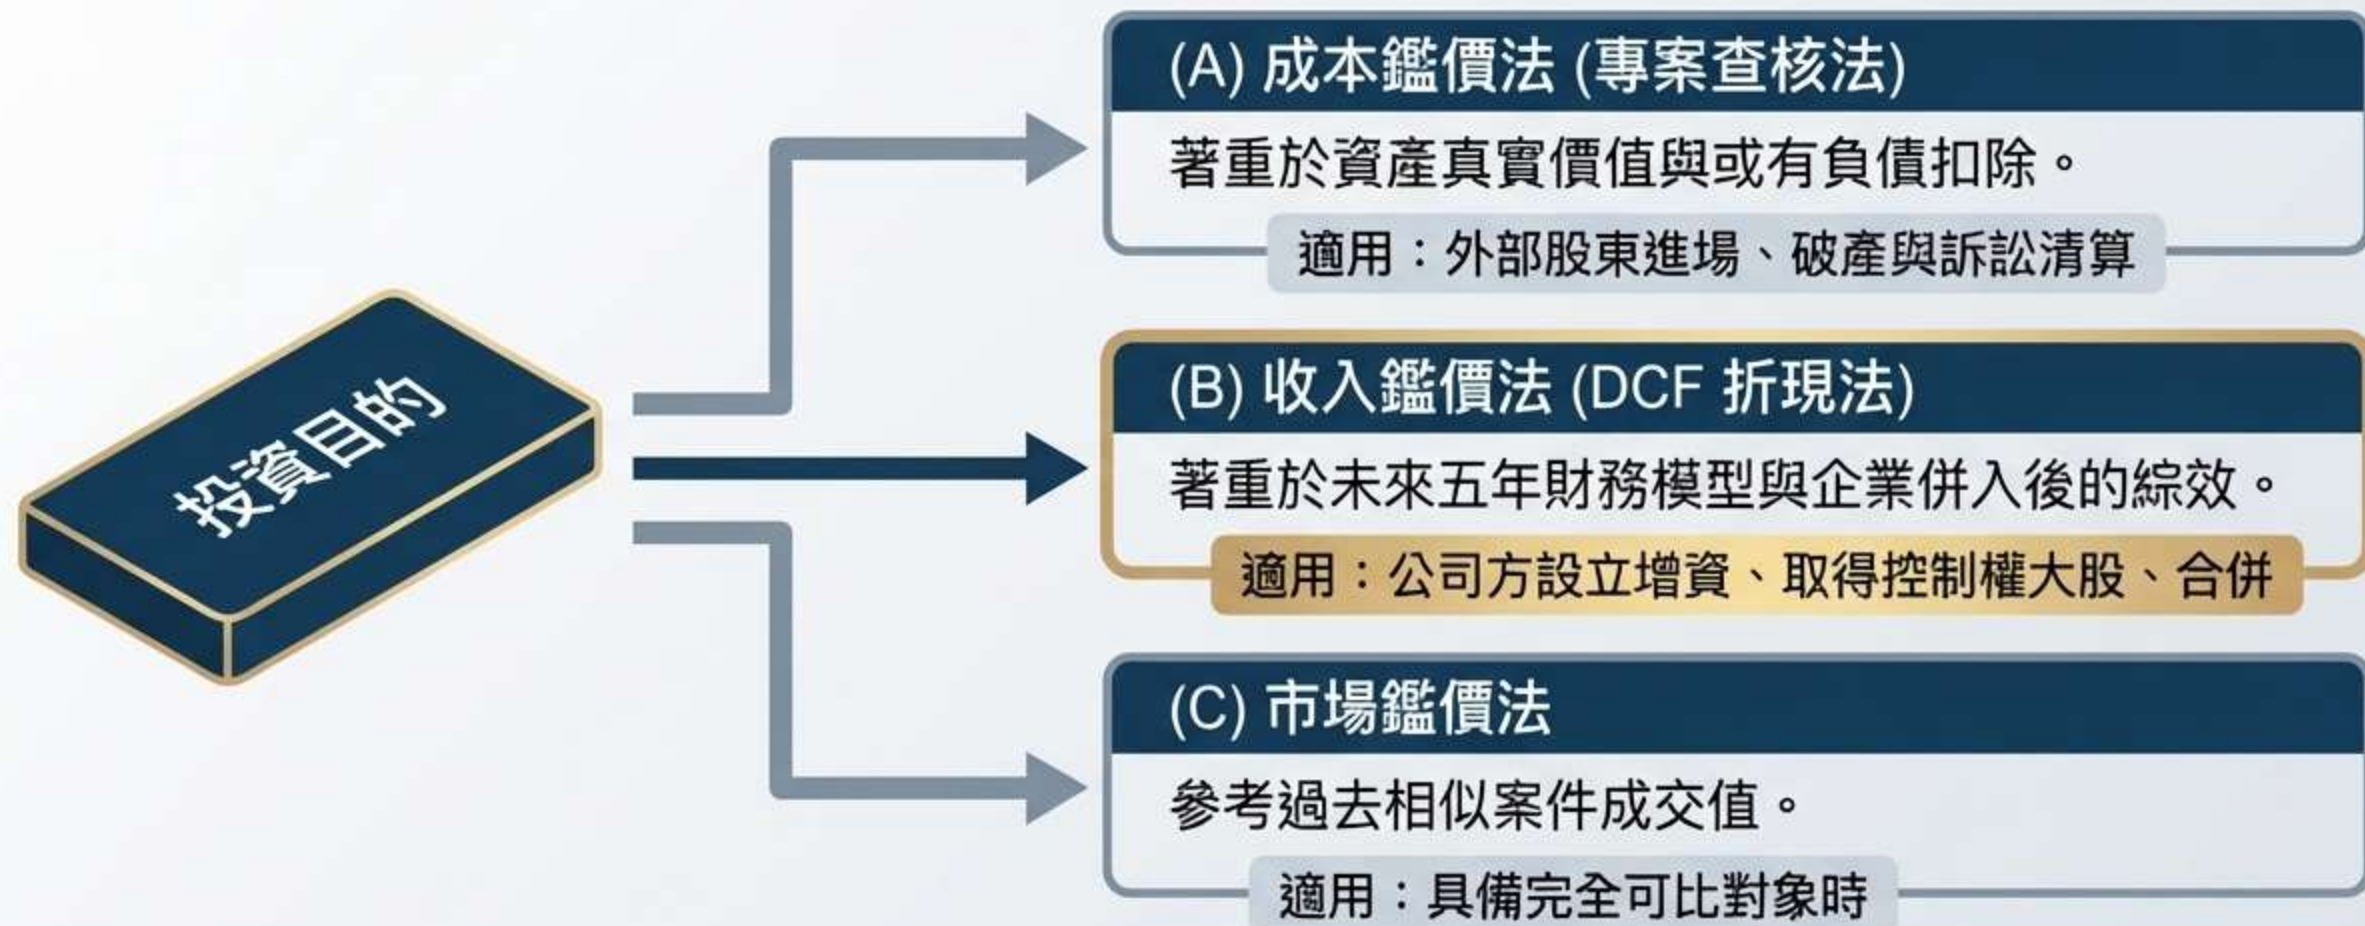 投資目的
(A) 成本鑑價法 (專案查核法)
著重於資產真實價值與或有負債扣除。
適用：外部股東進場、破產與訴訟清算
(B) 收入鑑價法 (DCF 折現法)
著重於未來五年財務模型與企業併入後的綜效。
適用：公司方設立增資、取得控制權大股、合併
(C) 市場鑑價法
參考過去相似案件成交值。
適用：具備完全可比對象時